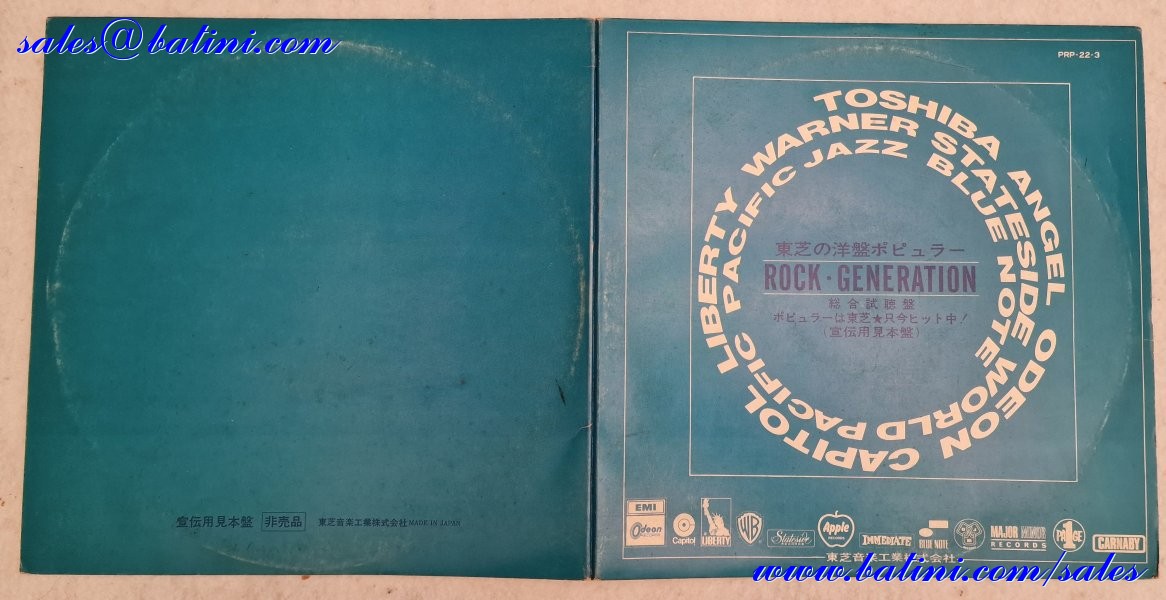 sales@batini.com
宣伝用見本盤 非売品 東芝音楽工業株式会社 MADE IN JAPAN
PRP-22-3
TOSHIBA ANGEL ODEON CAPITOL LIBERTY WARNER STATESIDE WORLD PACIFIC PACIFIC JAZZ BLUE NOTE
東芝の洋盤ポピュラー
ROCK・GENERATION
総合試聴盤
ポピュラーは東芝★只今ヒット中!
(宣伝用見本盤)
EMI
Odeon
Capitol
LIBERTY
WB
Stateside
Apple
RECORDS
IMMEDIATE
BLUE NOTE
MAJOR MINOR
RECORDS
PAGE 1
CARNABY
東芝音楽工業株式会社
www.batini.com/sales